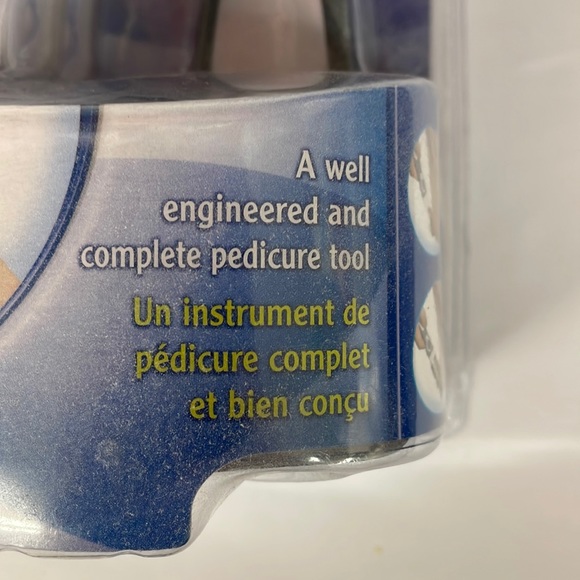 A well
engineered and
complete pedicure tool
Un instrument de
pédicure complet
et bien conçu